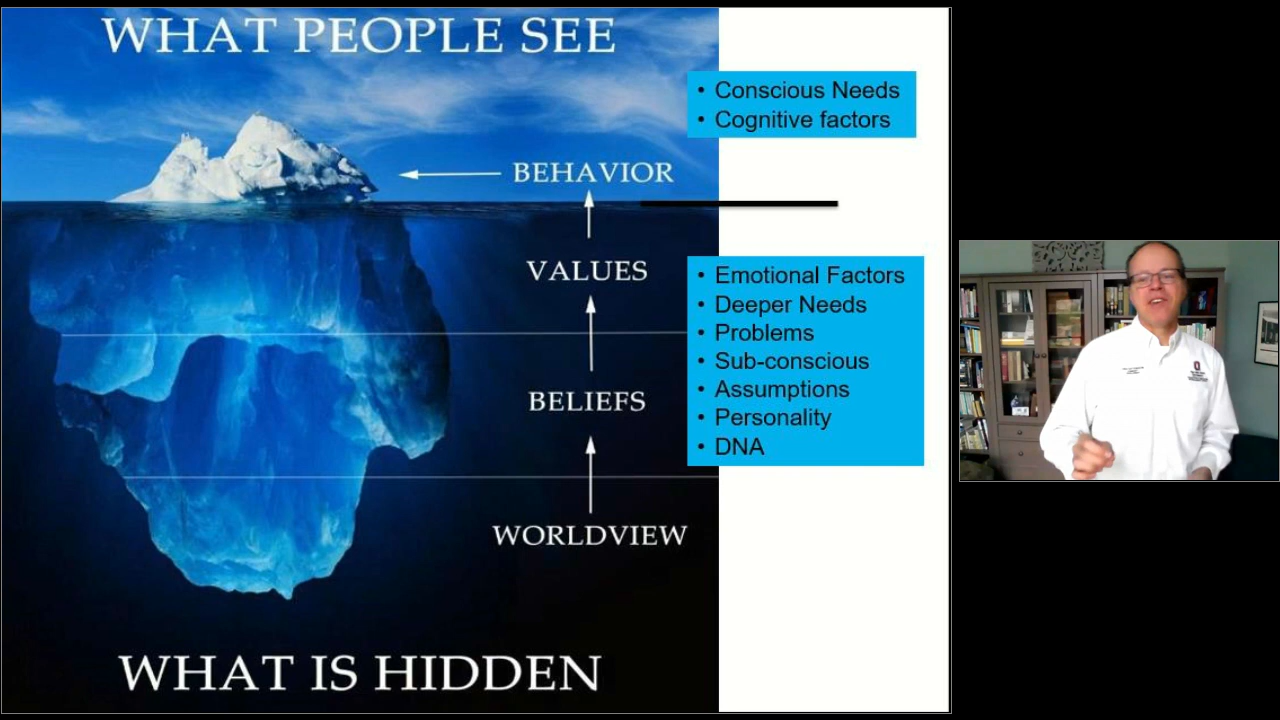 WHAT PEOPLE SEE
• Conscious Needs
• Cognitive factors
BEHAVIOR
VALUES
• Emotional Factors
• Deeper Needs
• Problems
• Sub-conscious
• Assumptions
• Personality
• DNA
BELIEFS
WORLDVIEW
WHAT IS HIDDEN